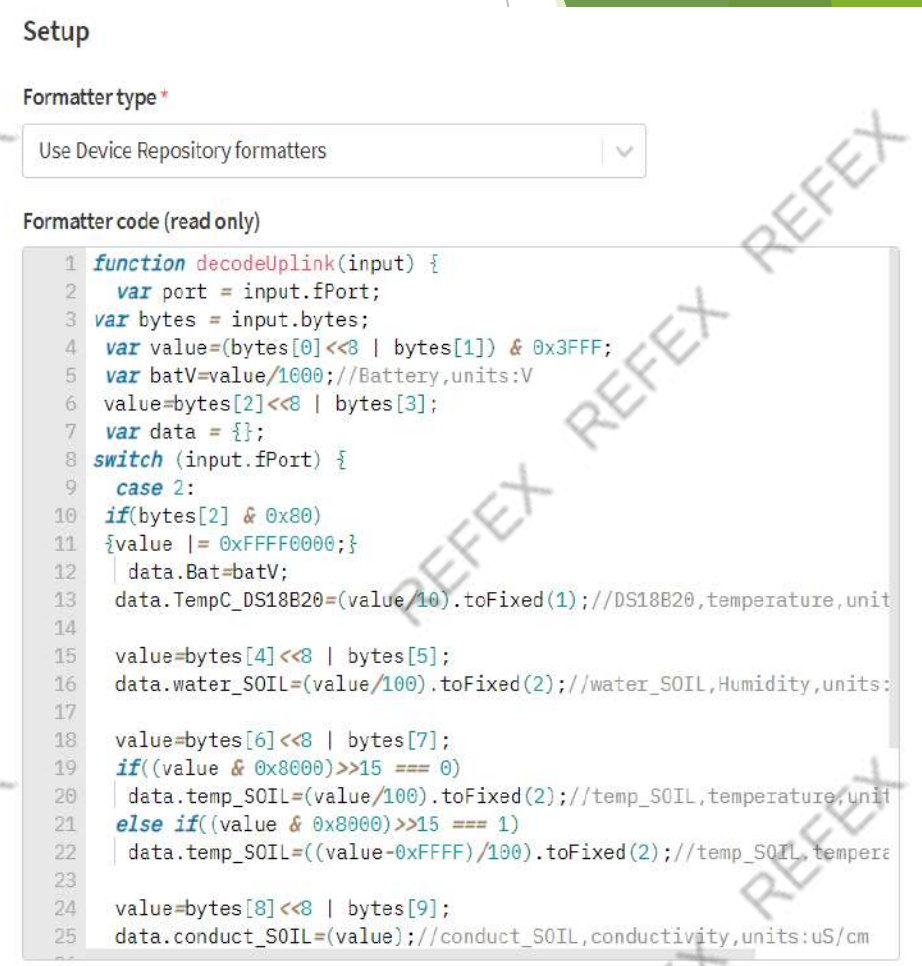 Setup
Formatter type *
Use Device Repository formatters
Formatter code (read only)
1 function decodeUplink(input) {
2 var port = input.fPort;
3 var bytes = input.bytes;
4 var value=(bytes[0]<<8 | bytes[1]) & 0x3FFF;
5 var batV=value/1000;//Battery,units:V
6 value=bytes[2]<<8 | bytes[3];
7 var data = {};
8 switch (input.fPort) {
9 case 2:
10 if(bytes[2] & 0x80)
11 {value |= 0xFFFF0000;}
12 data.Bat=batV;
13 data.TempC_DS18B20=(value/10).toFixed(1);//DS18B20,temperature,unit
14
15 value=bytes[4]<<8 | bytes[5];
16 data.water_SOIL=(value/100).toFixed(2);//water_SOIL,Humidity,units:
17
18 value=bytes[6]<<8 | bytes[7];
19 if((value & 0x8000)>>15 === 0)
20 data.temp_SOIL=(value/100).toFixed(2);//temp_SOIL,temperature,unit
21 else if((value & 0x8000)>>15 === 1)
22 data.temp_SOIL=((value-0xFFFF)/100).toFixed(2);//temp_SOIL,tempera
23
24 value=bytes[8]<<8 | bytes[9];
25 data.conduct_SOIL=(value);//conduct_SOIL,conductivity,units:uS/cm
REFEX REFEX REFEX REFEX
REFEX